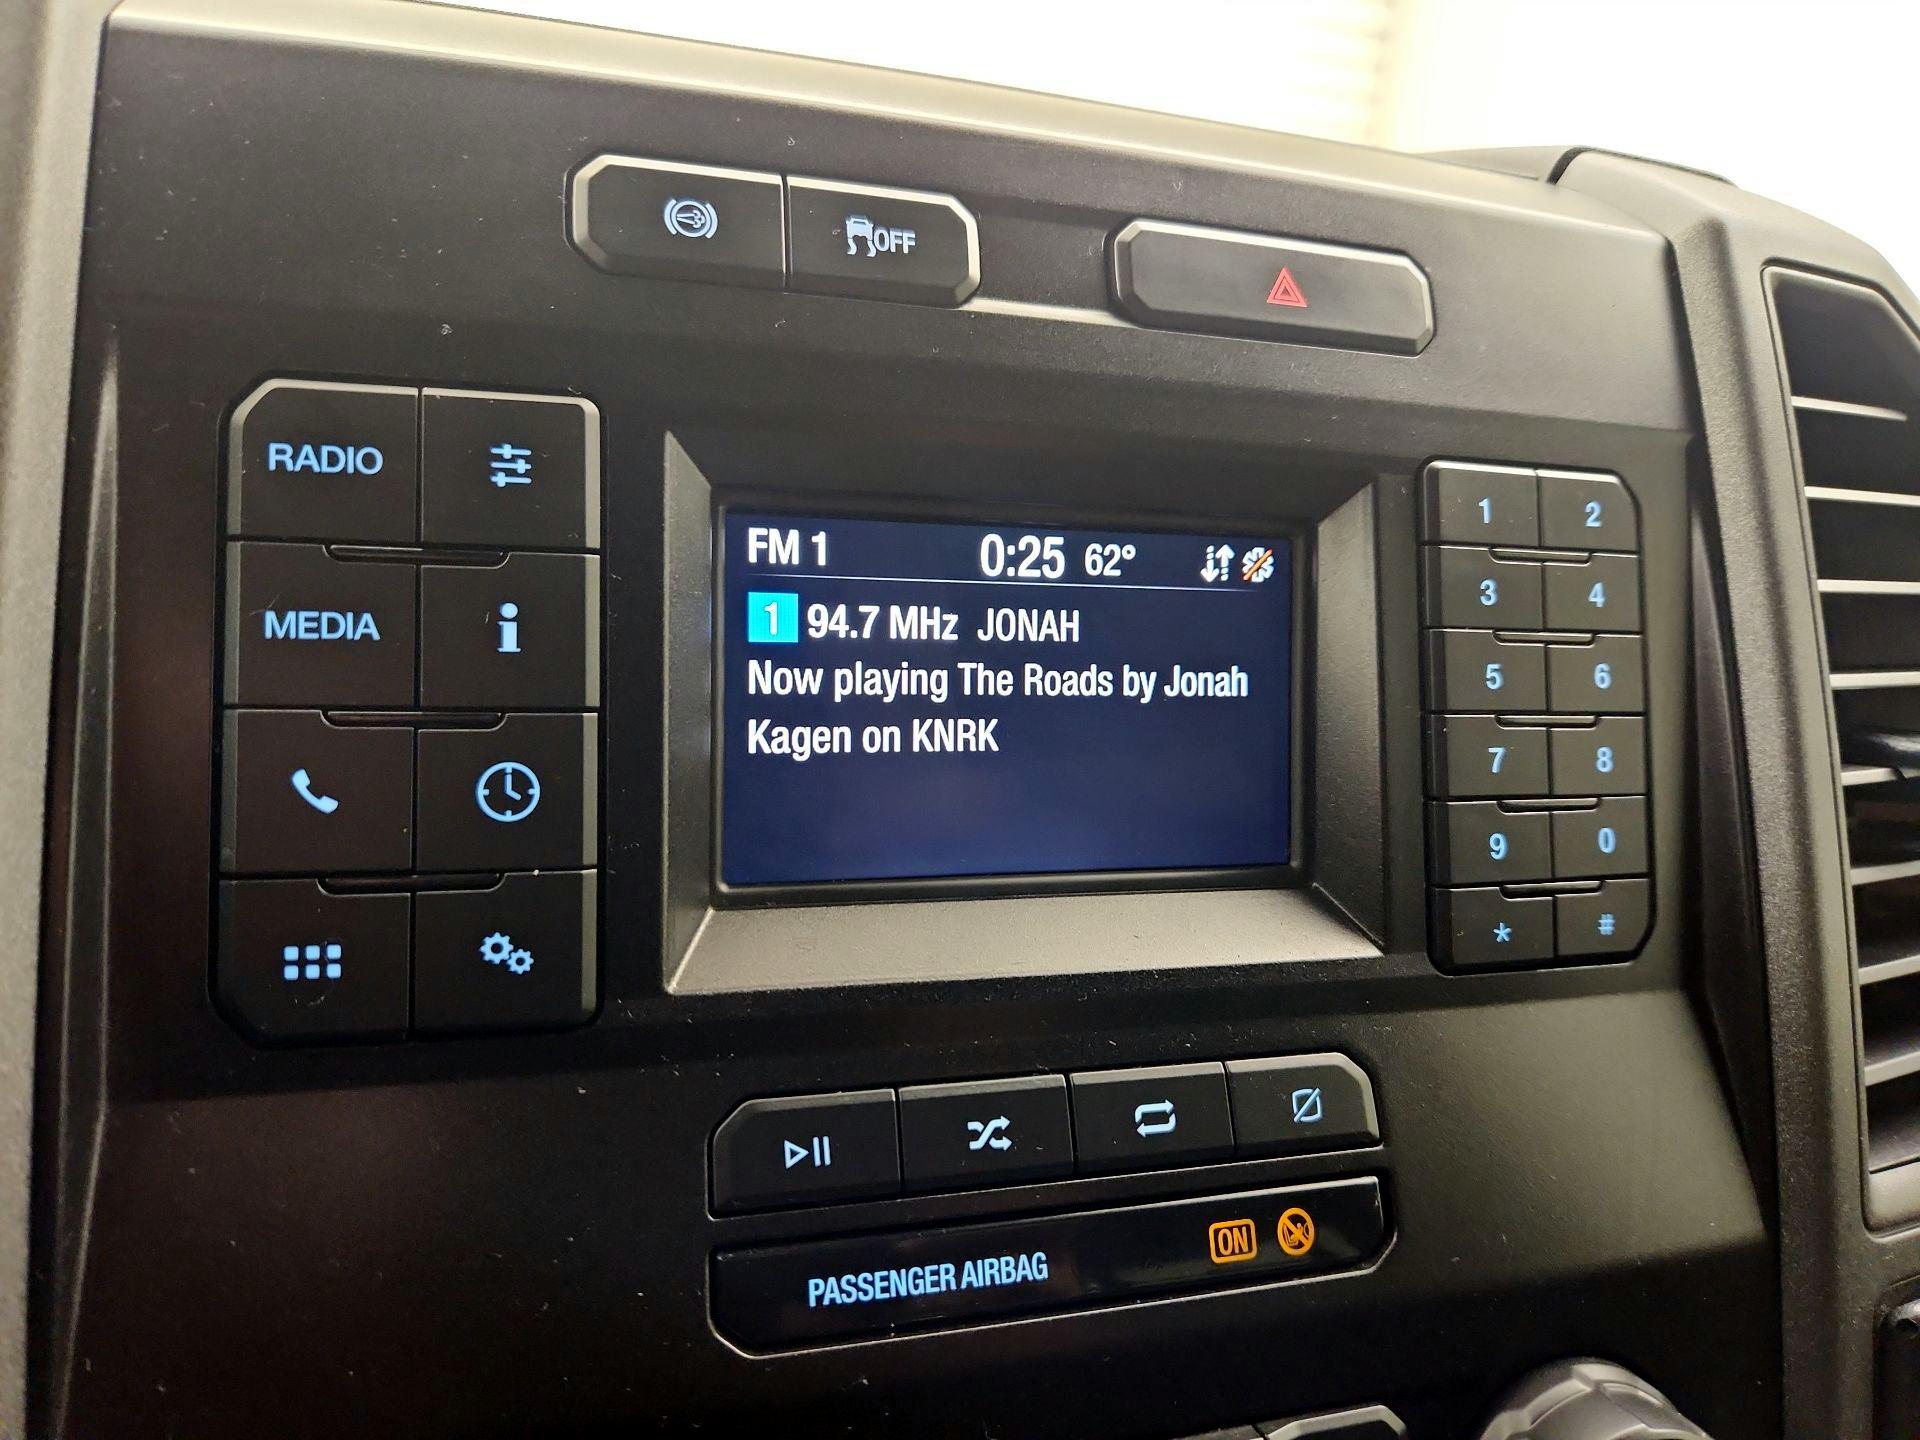 OFF
RADIO
MEDIA
FM 1 0:25 62°
1 94.7 MHz JONAH
Now playing The Roads by Jonah
Kagen on KNRK
1 2
3 4
5 6
7 8
9 0
* #
PASSENGER AIRBAG ON